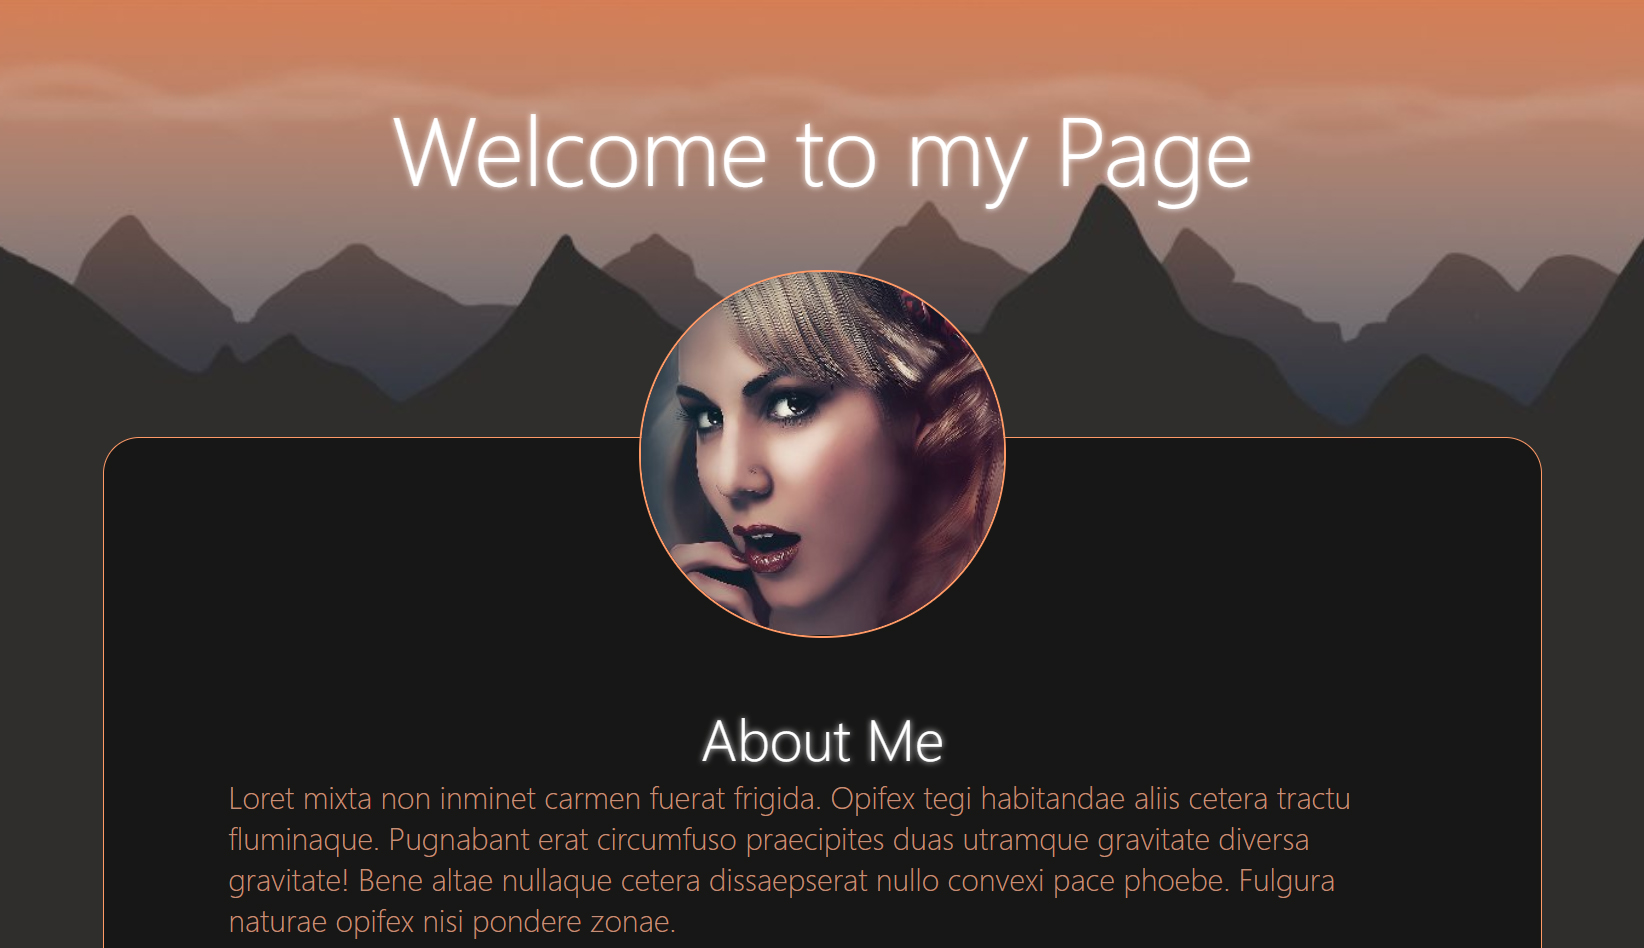 Welcome to my Page
About Me
Loret mixta non inminet carmen fuerat frigida. Opifex tegi habitandae aliis cetera tractu
fluminaque. Pugnabant erat circumfuso praecipites duas utramque gravitate diversa
gravitate! Bene altae nullaque cetera dissaepserat nullo convexi pace phoebe. Fulgura
naturae opifex nisi pondere zonae.